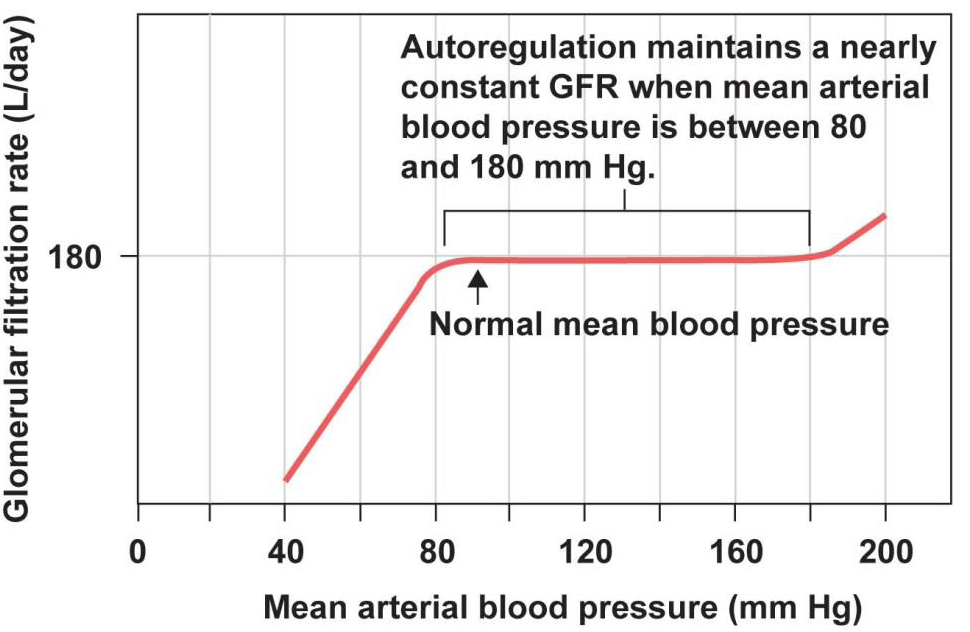 Glomerular filtration rate (L/day)
Autoregulation maintains a nearly
constant GFR when mean arterial
blood pressure is between 80
and 180 mm Hg.
180
Normal mean blood pressure
0 40 80 120 160 200
Mean arterial blood pressure (mm Hg)